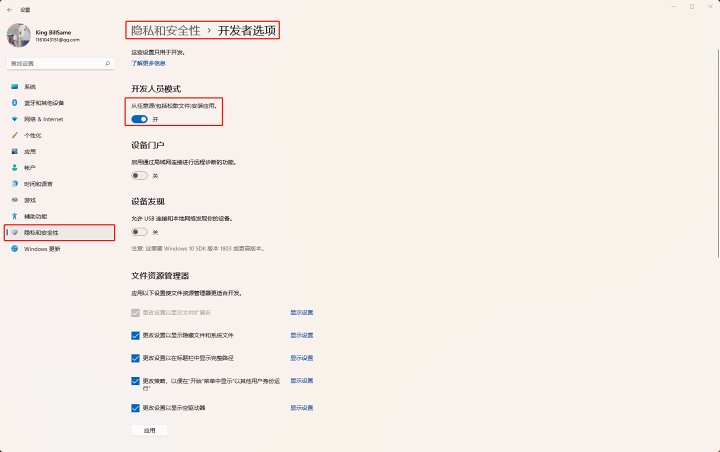 设置
King BillSame
1161043151@qq.com
查找设置
系统
蓝牙和其他设备
网络 & Internet
个性化
应用
帐户
时间和语言
游戏
辅助功能
隐私和安全性
Windows 更新
隐私和安全性 › 开发者选项
这些设置只用于开发。
了解更多信息
开发人员模式
从任意源(包括松散文件)安装应用。
开
设备门户
启用通过局域网连接进行远程诊断的功能。
关
设备发现
允许 USB 连接和本地网络发现你的设备。
关
注意: 这需要 Windows 10 SDK 版本 1803 或更高版本。
文件资源管理器
应用以下设置使文件资源管理器更适合开发。
更改设置以显示文件扩展名 显示设置
更改设置以显示隐藏文件和系统文件 显示设置
更改设置以在标题栏中显示完整路径 显示设置
更改策略，以便在“开始”菜单中显示“以其他用户身份运 显示设置
行”
更改设置以显示空驱动器 显示设置
应用